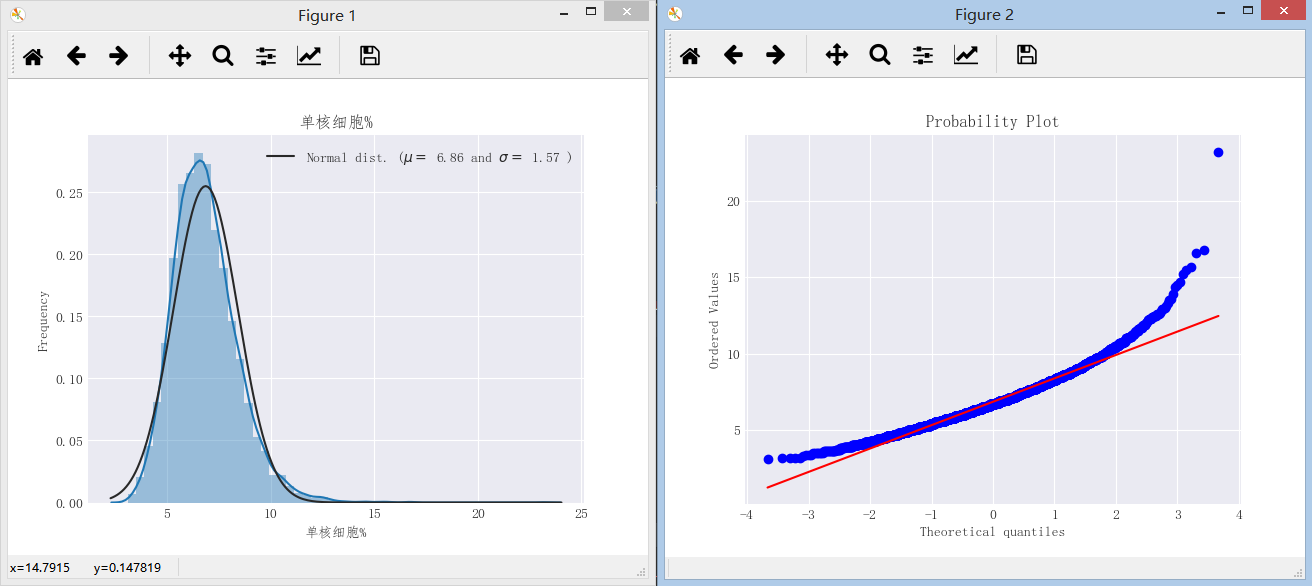 Figure 1
单核细胞%
Normal dist. (μ = 6.86 and σ = 1.57 )
Frequency
0.25
0.20
0.15
0.10
0.05
0.00
5
10
15
20
25
单核细胞%
x=14.7915 y=0.147819
Figure 2
Probability Plot
Ordered Values
20
15
10
5
-4
-3
-2
-1
0
1
2
3
4
Theoretical quantiles